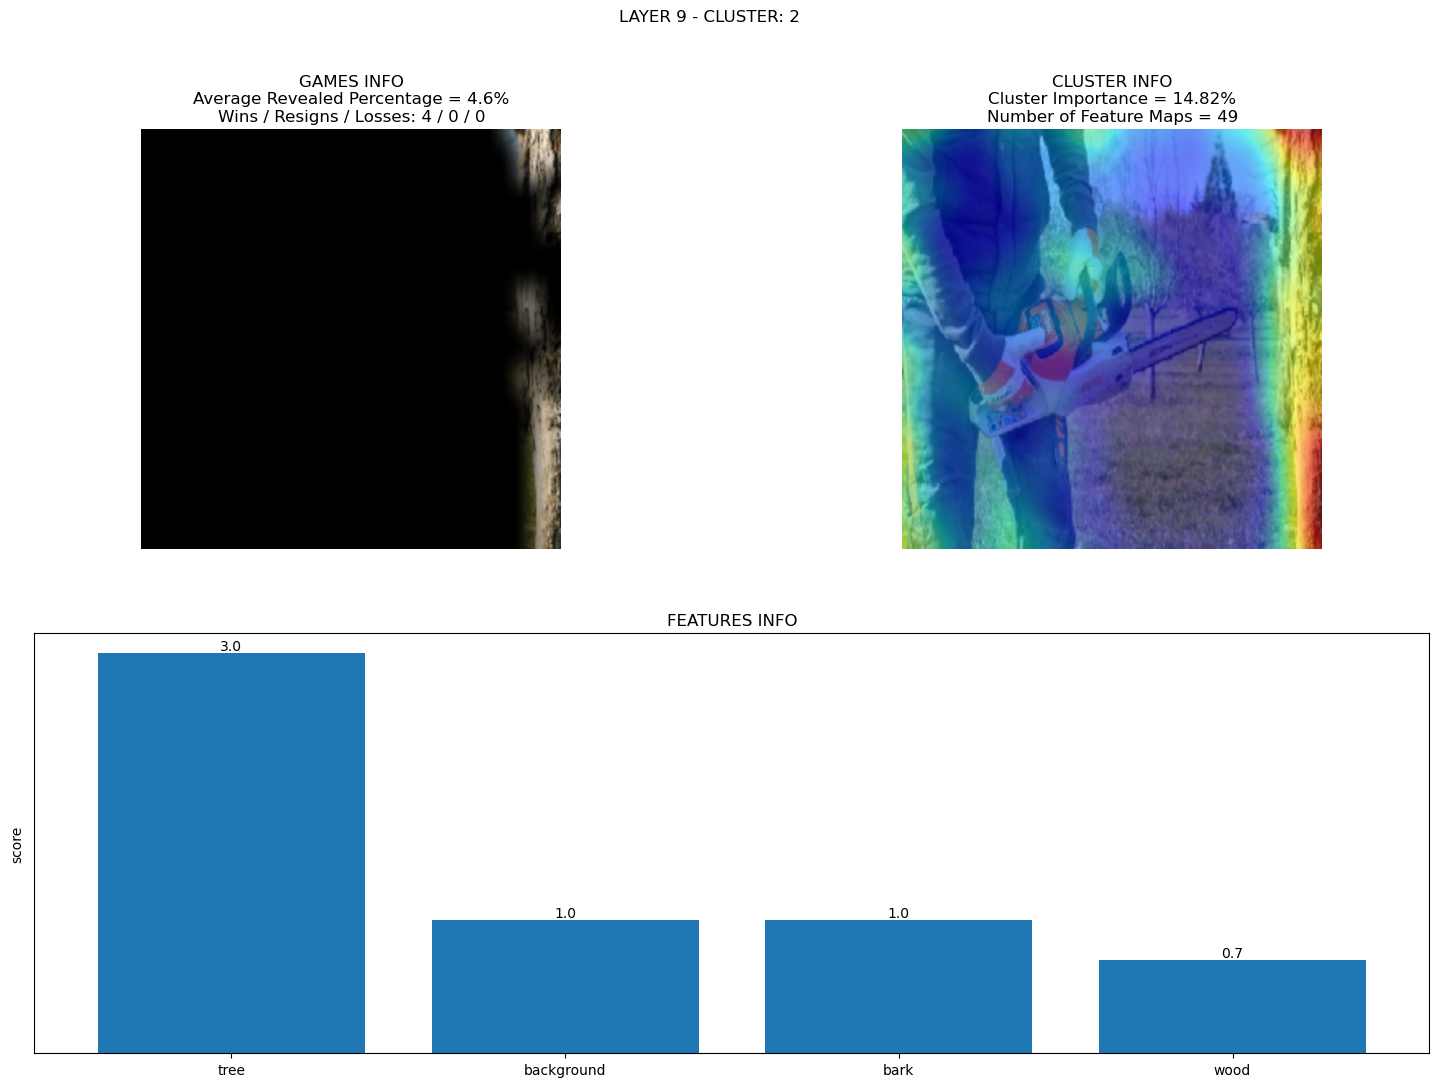 LAYER 9 - CLUSTER: 2
GAMES INFO
Average Revealed Percentage = 4.6%
Wins / Resigns / Losses: 4 / 0 / 0
CLUSTER INFO
Cluster Importance = 14.82%
Number of Feature Maps = 49
FEATURES INFO
score
3.0
1.0
1.0
0.7
tree
background
bark
wood